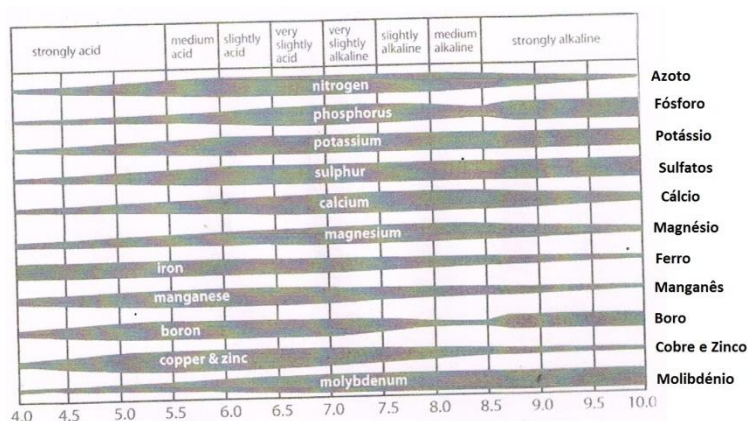 strongly acid
medium
acid
slightly
acid
very
slightly
acid
very
slightly
alkaline
slightly
alkaline
medium
alkaline
strongly alkaline
nitrogen
Azoto
phosphorus
Fósforo
potassium
Potássio
sulphur
Sulfatos
calcium
Cálcio
magnesium
Magnésio
iron
Ferro
manganese
Manganês
boron
Boro
copper & zinc
Cobre e Zinco
molybdenum
Molibdénio
4.0 4.5 5.0 5.5 6.0 6.5 7.0 7.5 8.0 8.5 9.0 9.5 10.0